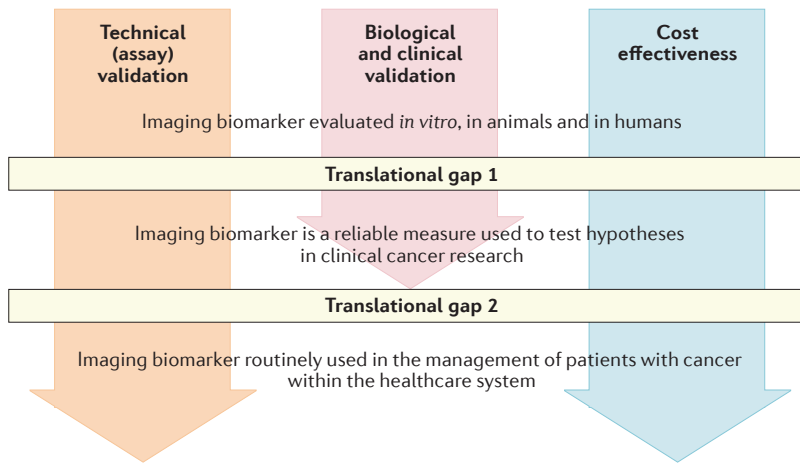 Technical
(assay)
validation
Biological
and clinical
validation
Cost
effectiveness
Imaging biomarker evaluated in vitro, in animals and in humans
Translational gap 1
Imaging biomarker is a reliable measure used to test hypotheses
in clinical cancer research
Translational gap 2
Imaging biomarker routinely used in the management of patients with cancer
within the healthcare system